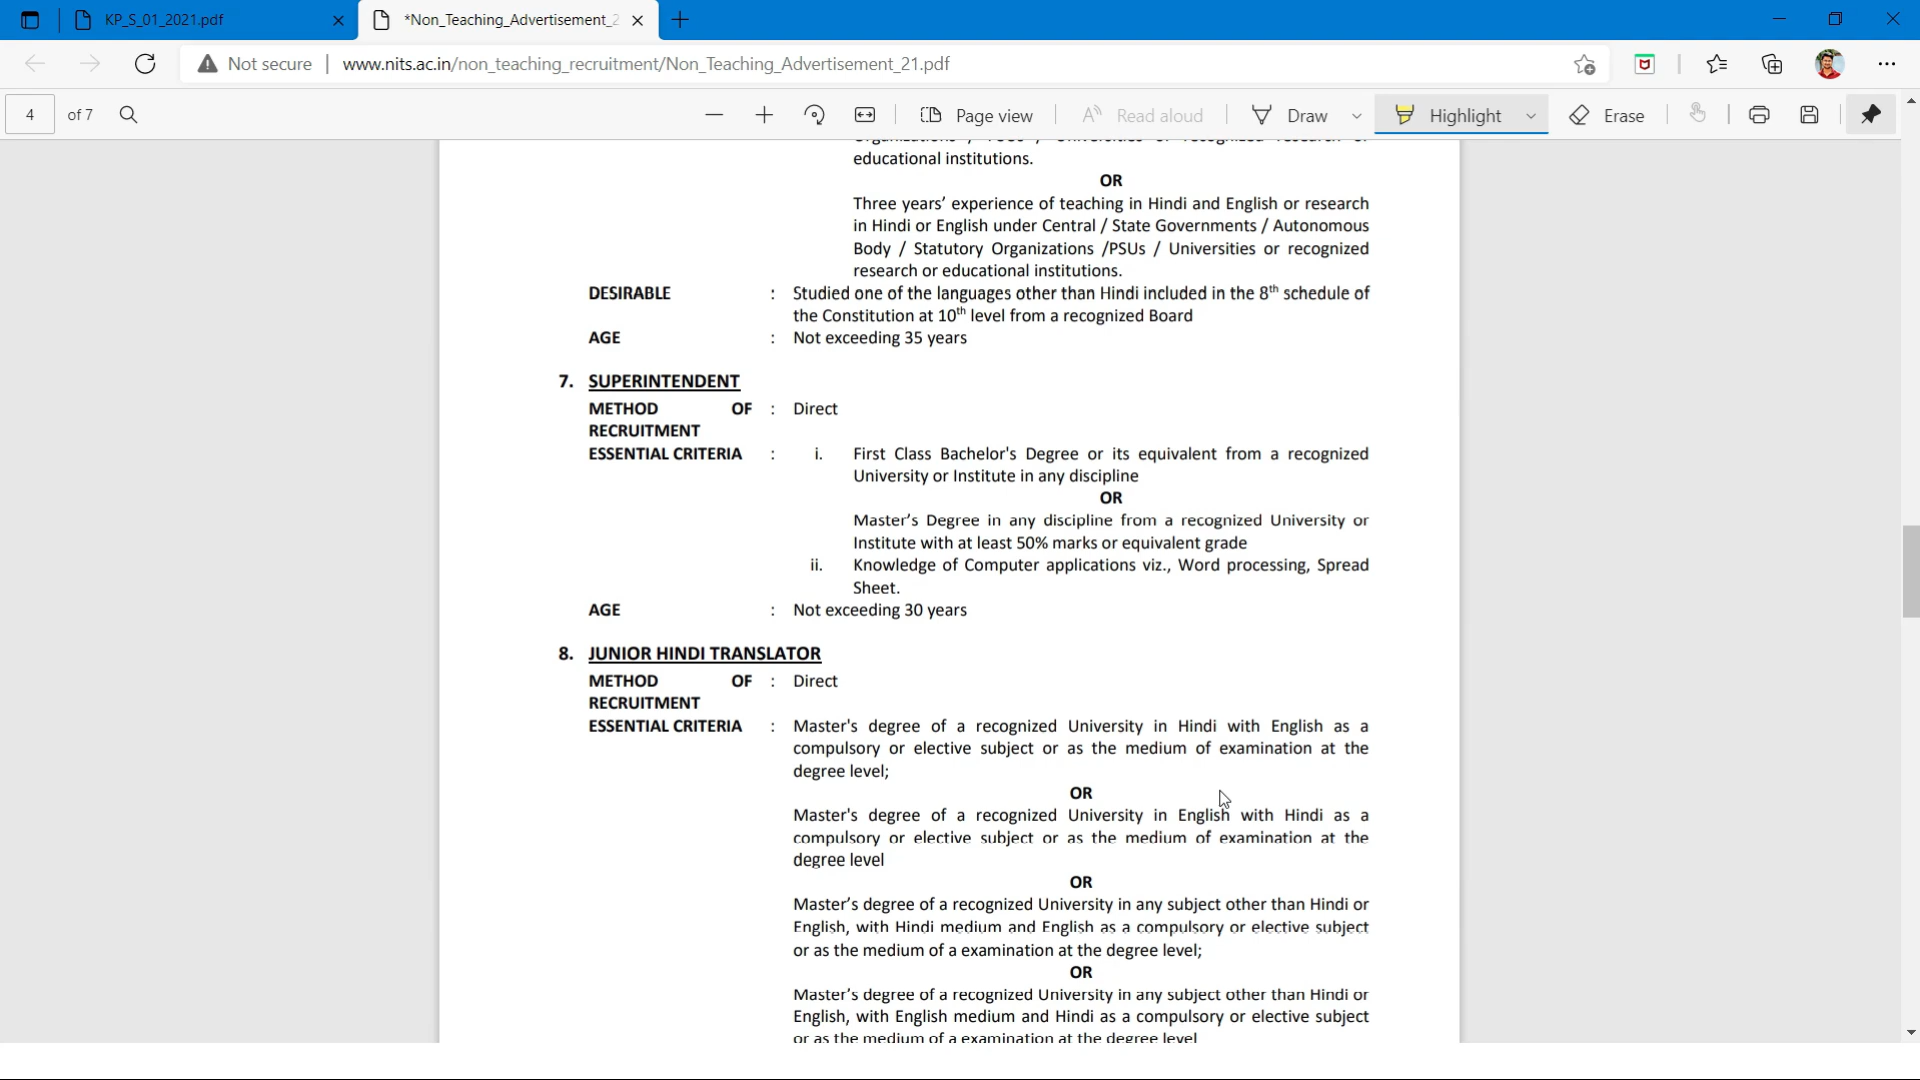 KP_S_01_2021.pdf
*Non_Teaching_Advertisement_2
Not secure
www.nits.ac.in/non_teaching_recruitment/Non_Teaching_Advertisement_21.pdf
4 of 7
Page view
Read aloud
Draw
Highlight
Erase
educational institutions.
OR
Three years’ experience of teaching in Hindi and English or research
in Hindi or English under Central / State Governments / Autonomous
Body / Statutory Organizations /PSUs / Universities or recognized
research or educational institutions.
DESIRABLE : Studied one of the languages other than Hindi included in the 8th schedule of
the Constitution at 10th level from a recognized Board
AGE : Not exceeding 35 years
7. SUPERINTENDENT
METHOD OF : Direct
RECRUITMENT
ESSENTIAL CRITERIA : i. First Class Bachelor's Degree or its equivalent from a recognized
University or Institute in any discipline
OR
Master’s Degree in any discipline from a recognized University or
Institute with at least 50% marks or equivalent grade
ii. Knowledge of Computer applications viz., Word processing, Spread
Sheet.
AGE : Not exceeding 30 years
8. JUNIOR HINDI TRANSLATOR
METHOD OF : Direct
RECRUITMENT
ESSENTIAL CRITERIA : Master's degree of a recognized University in Hindi with English as a
compulsory or elective subject or as the medium of examination at the
degree level;
OR
Master's degree of a recognized University in English with Hindi as a
compulsory or elective subject or as the medium of examination at the
degree level
OR
Master’s degree of a recognized University in any subject other than Hindi or
English, with Hindi medium and English as a compulsory or elective subject
or as the medium of a examination at the degree level;
OR
Master’s degree of a recognized University in any subject other than Hindi or
English, with English medium and Hindi as a compulsory or elective subject
or as the medium of a examination at the degree level